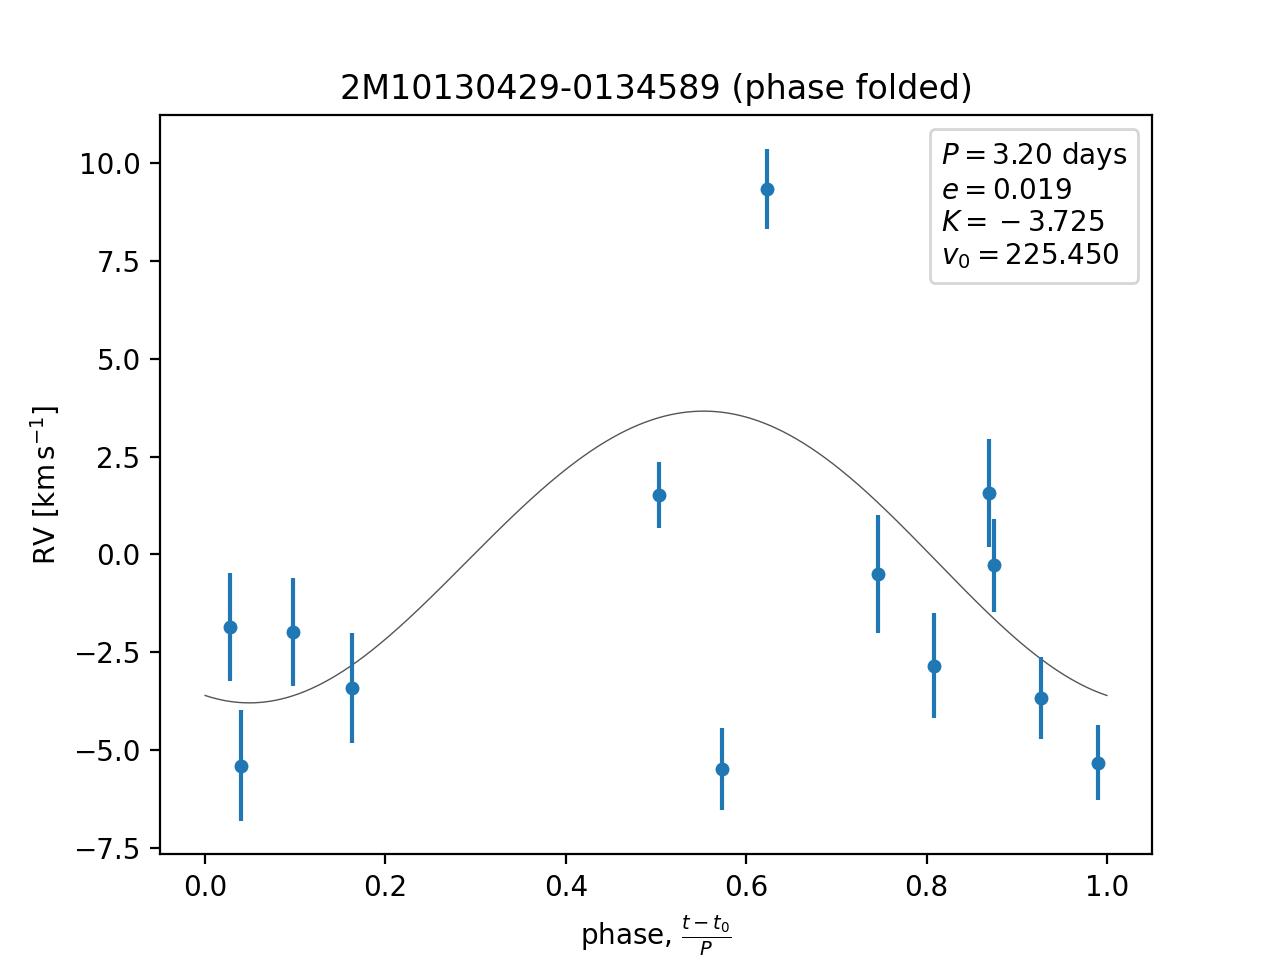 2M10130429-0134589 (phase folded)
P = 3.20 days
e = 0.019
K = −3.725
v₀ = 225.450
RV [km s⁻¹]
10.0
7.5
5.0
2.5
0.0
−2.5
−5.0
−7.5
0.0 0.2 0.4 0.6 0.8 1.0
phase, (t − t₀)/P